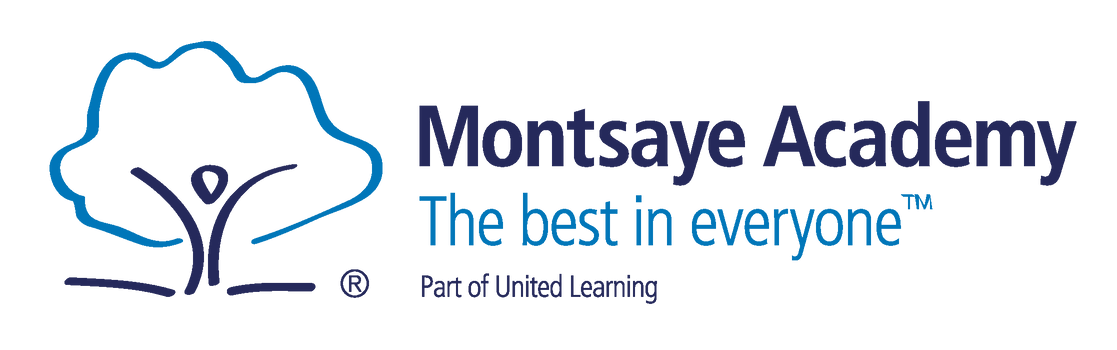 Montsaye Academy
The best in everyone™
®
Part of United Learning